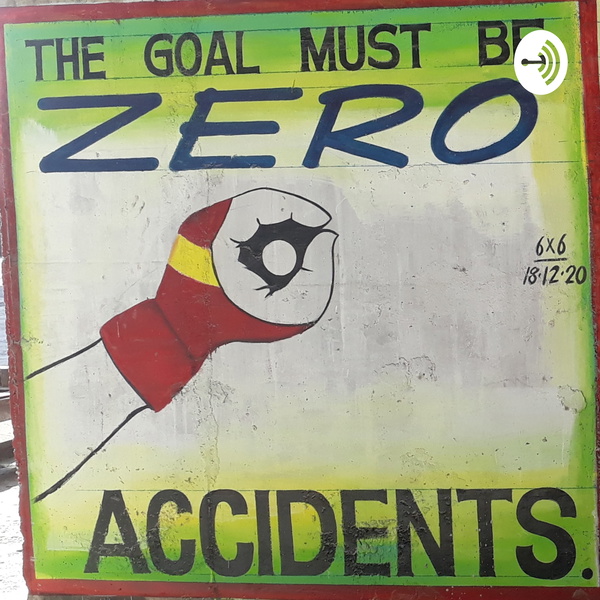 THE GOAL MUST BE
ZERO
6X6
18·12·20
ACCIDENTS.